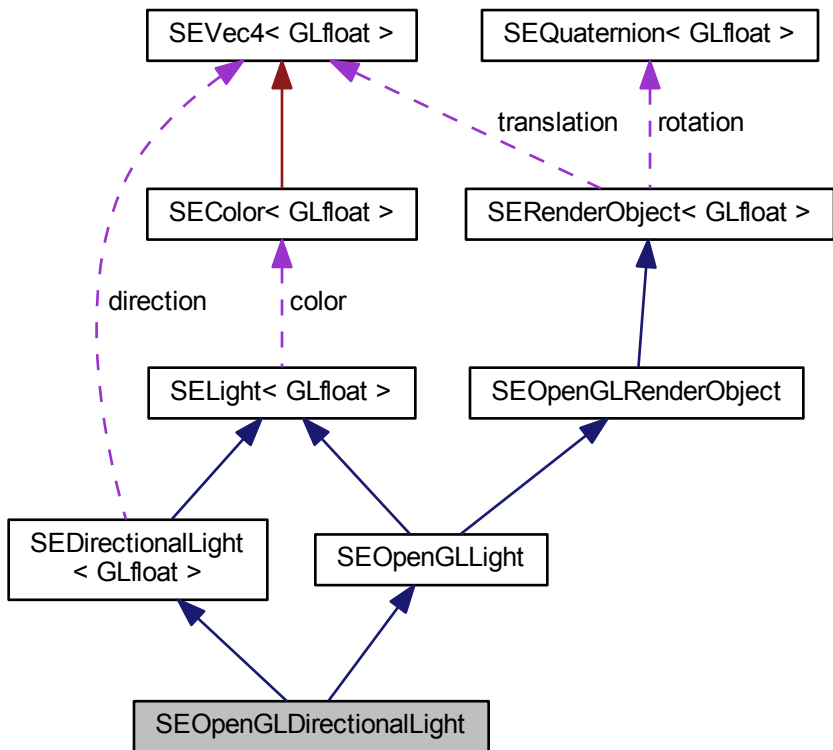 SEVec4< GLfloat >
SEQuaternion< GLfloat >
translation
rotation
SEColor< GLfloat >
SERenderObject< GLfloat >
direction
color
SELight< GLfloat >
SEOpenGLRenderObject
SEDirectionalLight
< GLfloat >
SEOpenGLLight
SEOpenGLDirectionalLight